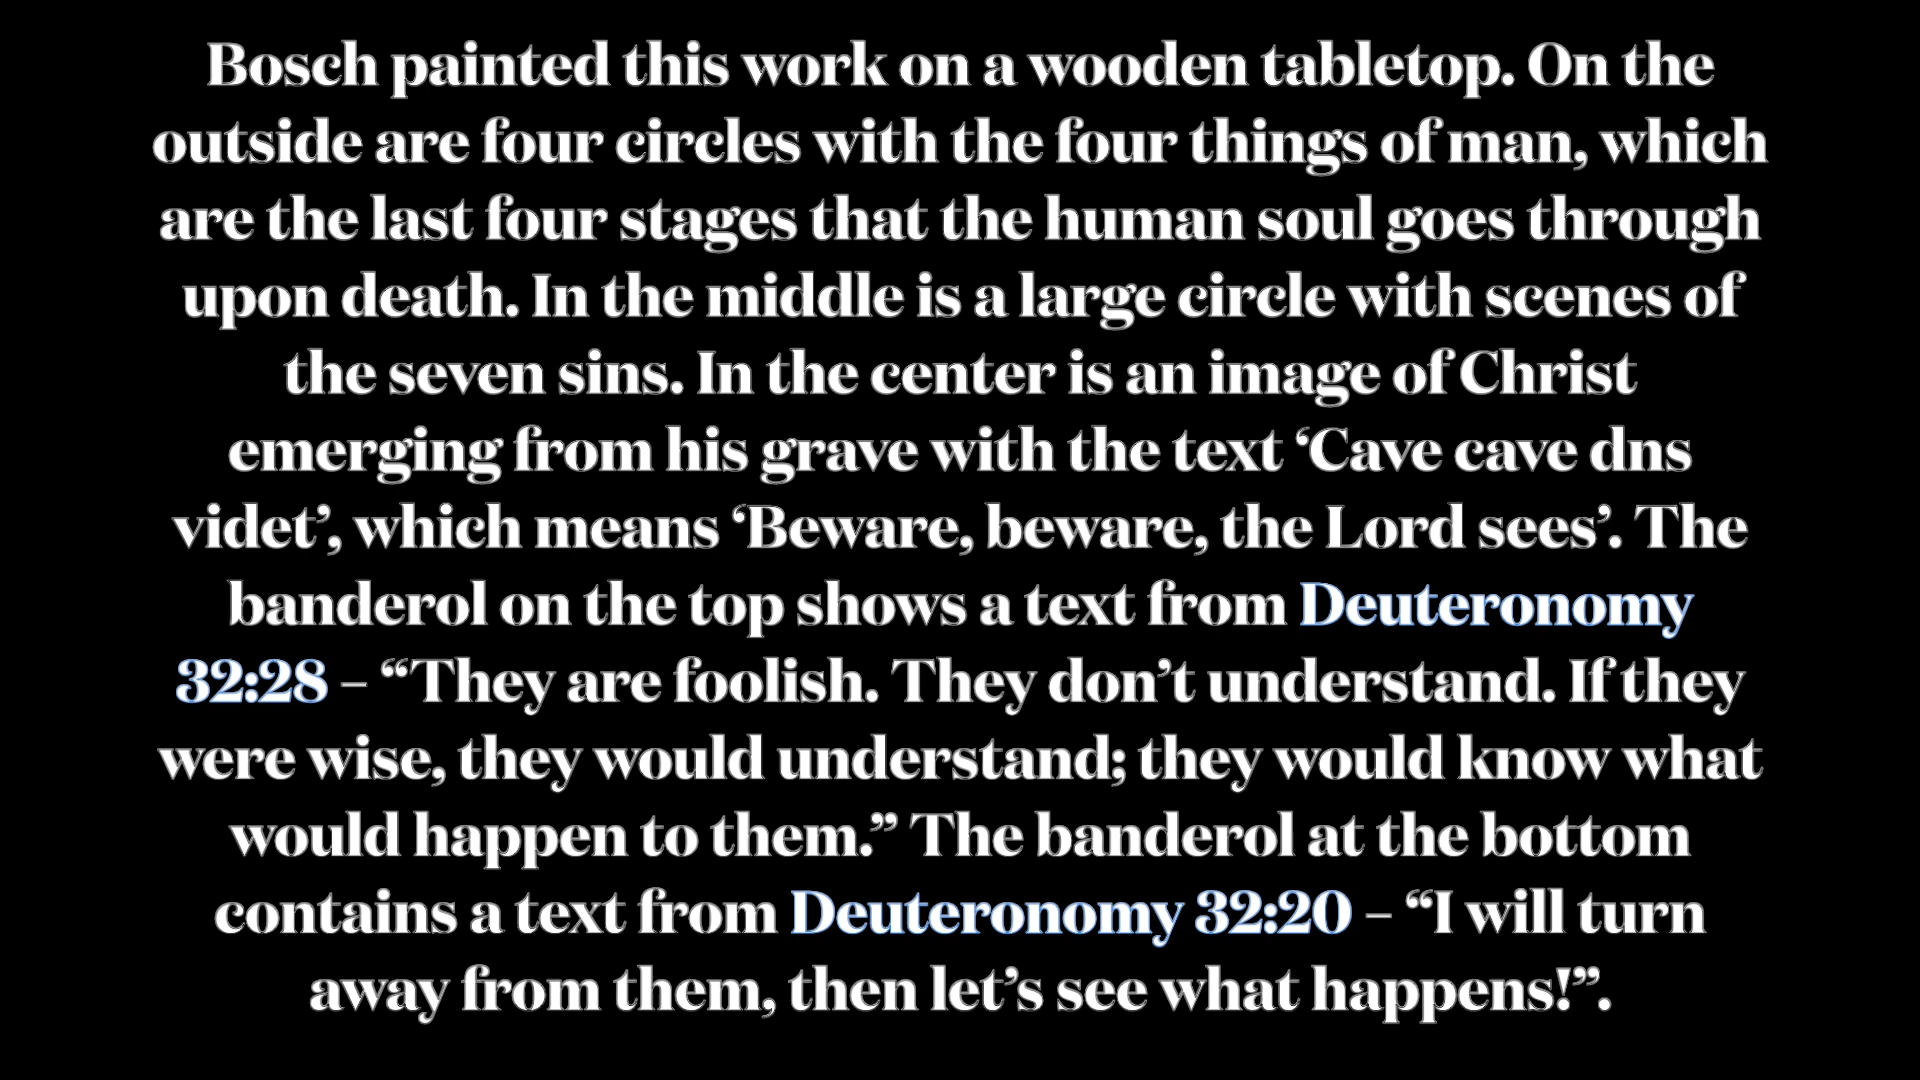 Bosch painted this work on a wooden tabletop. On the
outside are four circles with the four things of man, which
are the last four stages that the human soul goes through
upon death. In the middle is a large circle with scenes of
the seven sins. In the center is an image of Christ
emerging from his grave with the text ‘Cave cave dns
videt’, which means ‘Beware, beware, the Lord sees’. The
banderol on the top shows a text from Deuteronomy
32:28 – “They are foolish. They don’t understand. If they
were wise, they would understand; they would know what
would happen to them.” The banderol at the bottom
contains a text from Deuteronomy 32:20 – “I will turn
away from them, then let’s see what happens!”.